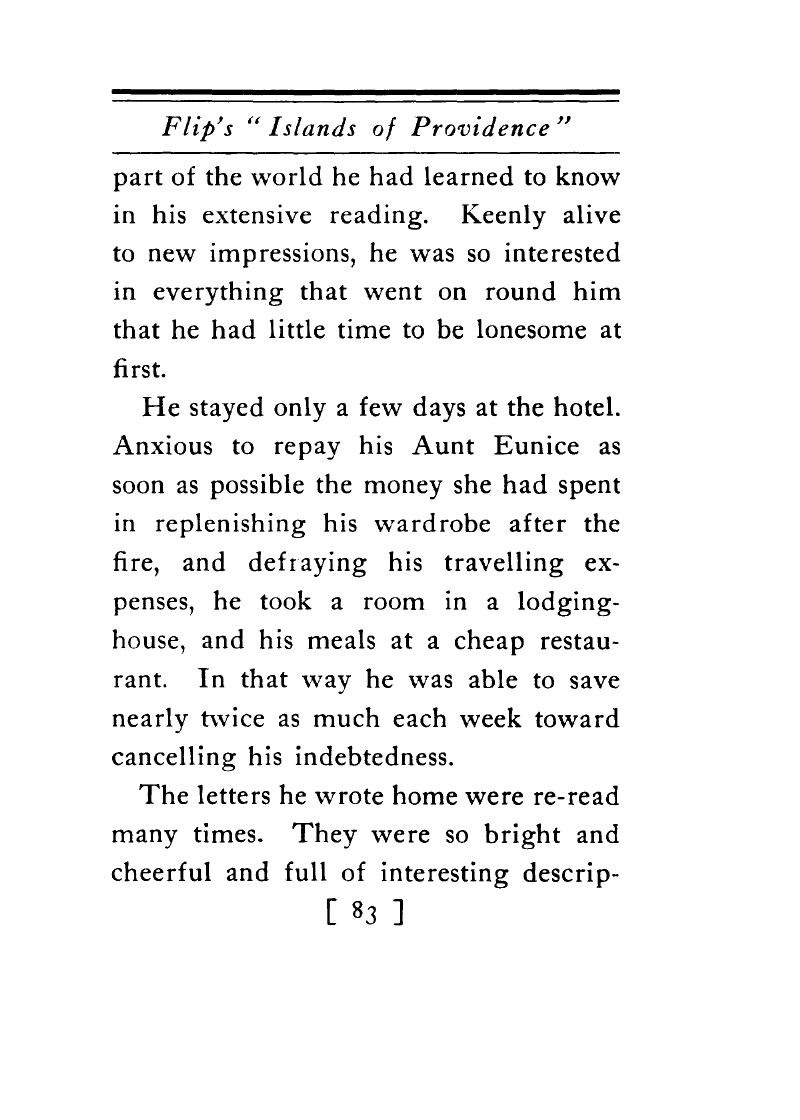 Flip's “Islands of Providence”
part of the world he had learned to know
in his extensive reading. Keenly alive
to new impressions, he was so interested
in everything that went on round him
that he had little time to be lonesome at
first.
He stayed only a few days at the hotel.
Anxious to repay his Aunt Eunice as
soon as possible the money she had spent
in replenishing his wardrobe after the
fire, and defraying his travelling ex-
penses, he took a room in a lodging-
house, and his meals at a cheap restau-
rant. In that way he was able to save
nearly twice as much each week toward
cancelling his indebtedness.
The letters he wrote home were re-read
many times. They were so bright and
cheerful and full of interesting descrip-
[ 83 ]